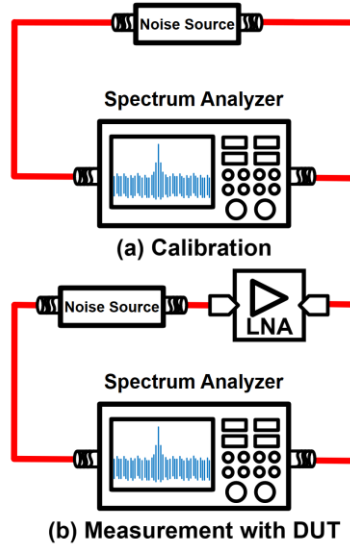 Noise Source
Spectrum Analyzer
(a) Calibration
Noise Source
LNA
Spectrum Analyzer
(b) Measurement with DUT